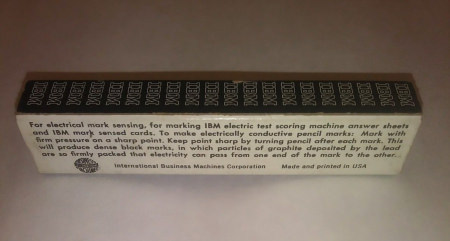 IBM IBM IBM IBM IBM IBM IBM IBM IBM IBM IBM IBM IBM IBM IBM IBM IBM IBM
For electrical mark sensing, for marking IBM electric test scoring machine answer sheets
and IBM mark sensed cards. To make electrically conductive pencil marks: Mark with
firm pressure on a sharp point. Keep point sharp by turning pencil after each mark. This
will produce dense black marks, in which particles of graphite deposited by the lead
are so firmly packed that electricity can pass from one end of the mark to the other.
International Business Machines Corporation Made and printed in USA